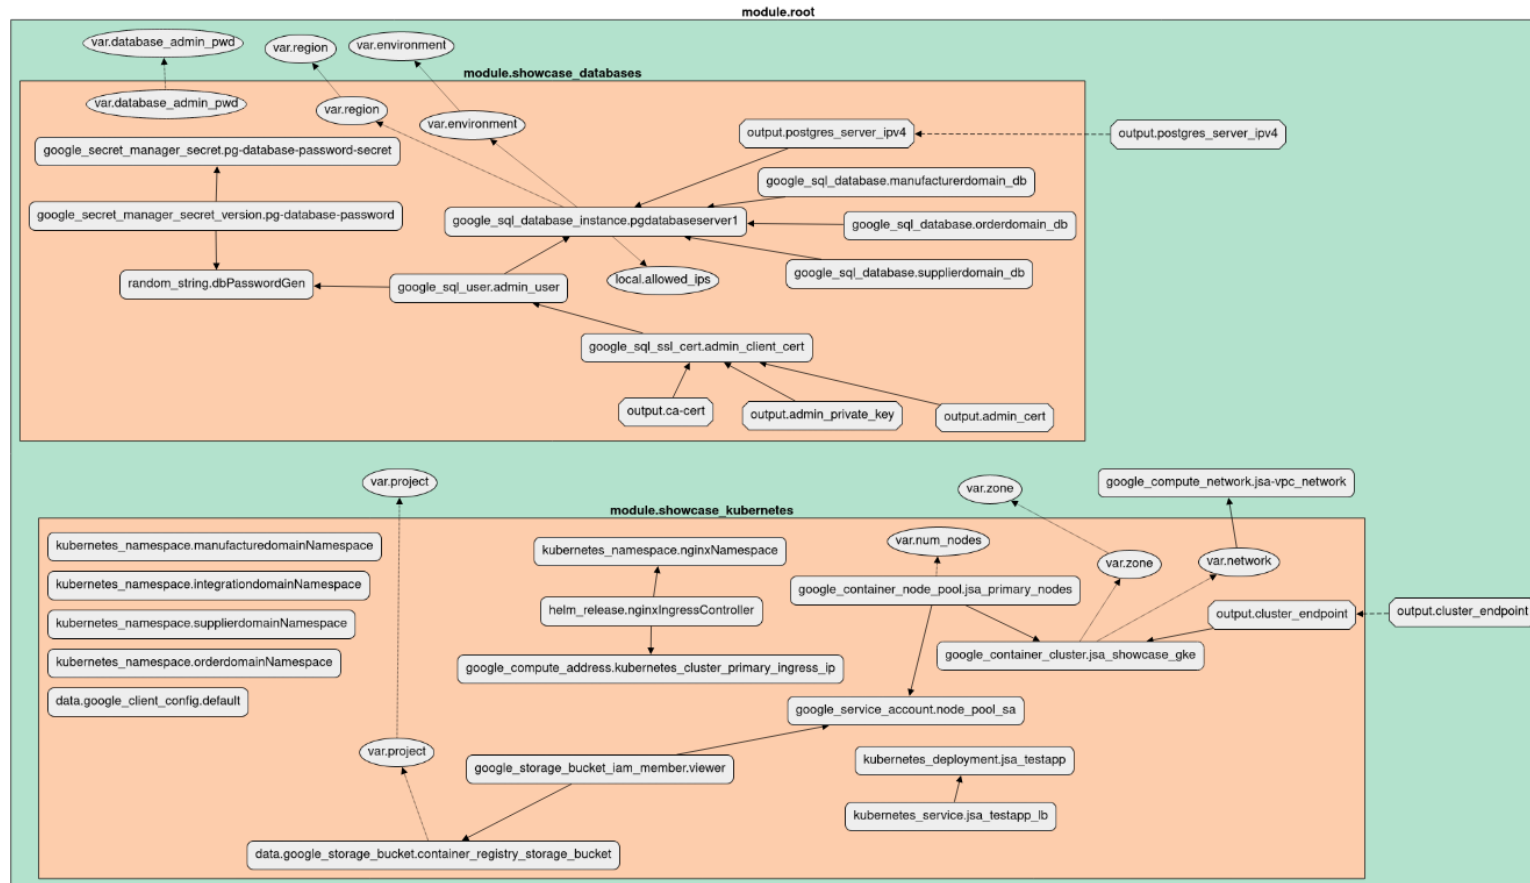 module.root
var.database_admin_pwd
var.region
var.environment
module.showcase_databases
var.database_admin_pwd
var.region
var.environment
output.postgres_server_ipv4
output.postgres_server_ipv4
google_secret_manager_secret.pg-database-password-secret
google_sql_database.manufacturerdomain_db
google_secret_manager_secret_version.pg-database-password
google_sql_database_instance.pgdatabaseserver1
google_sql_database.orderdomain_db
random_string.dbPasswordGen
google_sql_user.admin_user
local.allowed_ips
google_sql_database.supplierdomain_db
google_sql_ssl_cert.admin_client_cert
output.ca-cert
output.admin_private_key
output.admin_cert
var.project
var.zone
google_compute_network.jsa-vpc_network
module.showcase_kubernetes
kubernetes_namespace.manufacturedomainNamespace
kubernetes_namespace.nginxNamespace
var.num_nodes
var.zone
var.network
kubernetes_namespace.integrationdomainNamespace
google_container_node_pool.jsa_primary_nodes
helm_release.nginxIngressController
output.cluster_endpoint
output.cluster_endpoint
kubernetes_namespace.supplierdomainNamespace
google_container_cluster.jsa_showcase_gke
kubernetes_namespace.orderdomainNamespace
google_compute_address.kubernetes_cluster_primary_ingress_ip
data.google_client_config.default
google_service_account.node_pool_sa
var.project
google_storage_bucket_iam_member.viewer
kubernetes_deployment.jsa_testapp
kubernetes_service.jsa_testapp_lb
data.google_storage_bucket.container_registry_storage_bucket